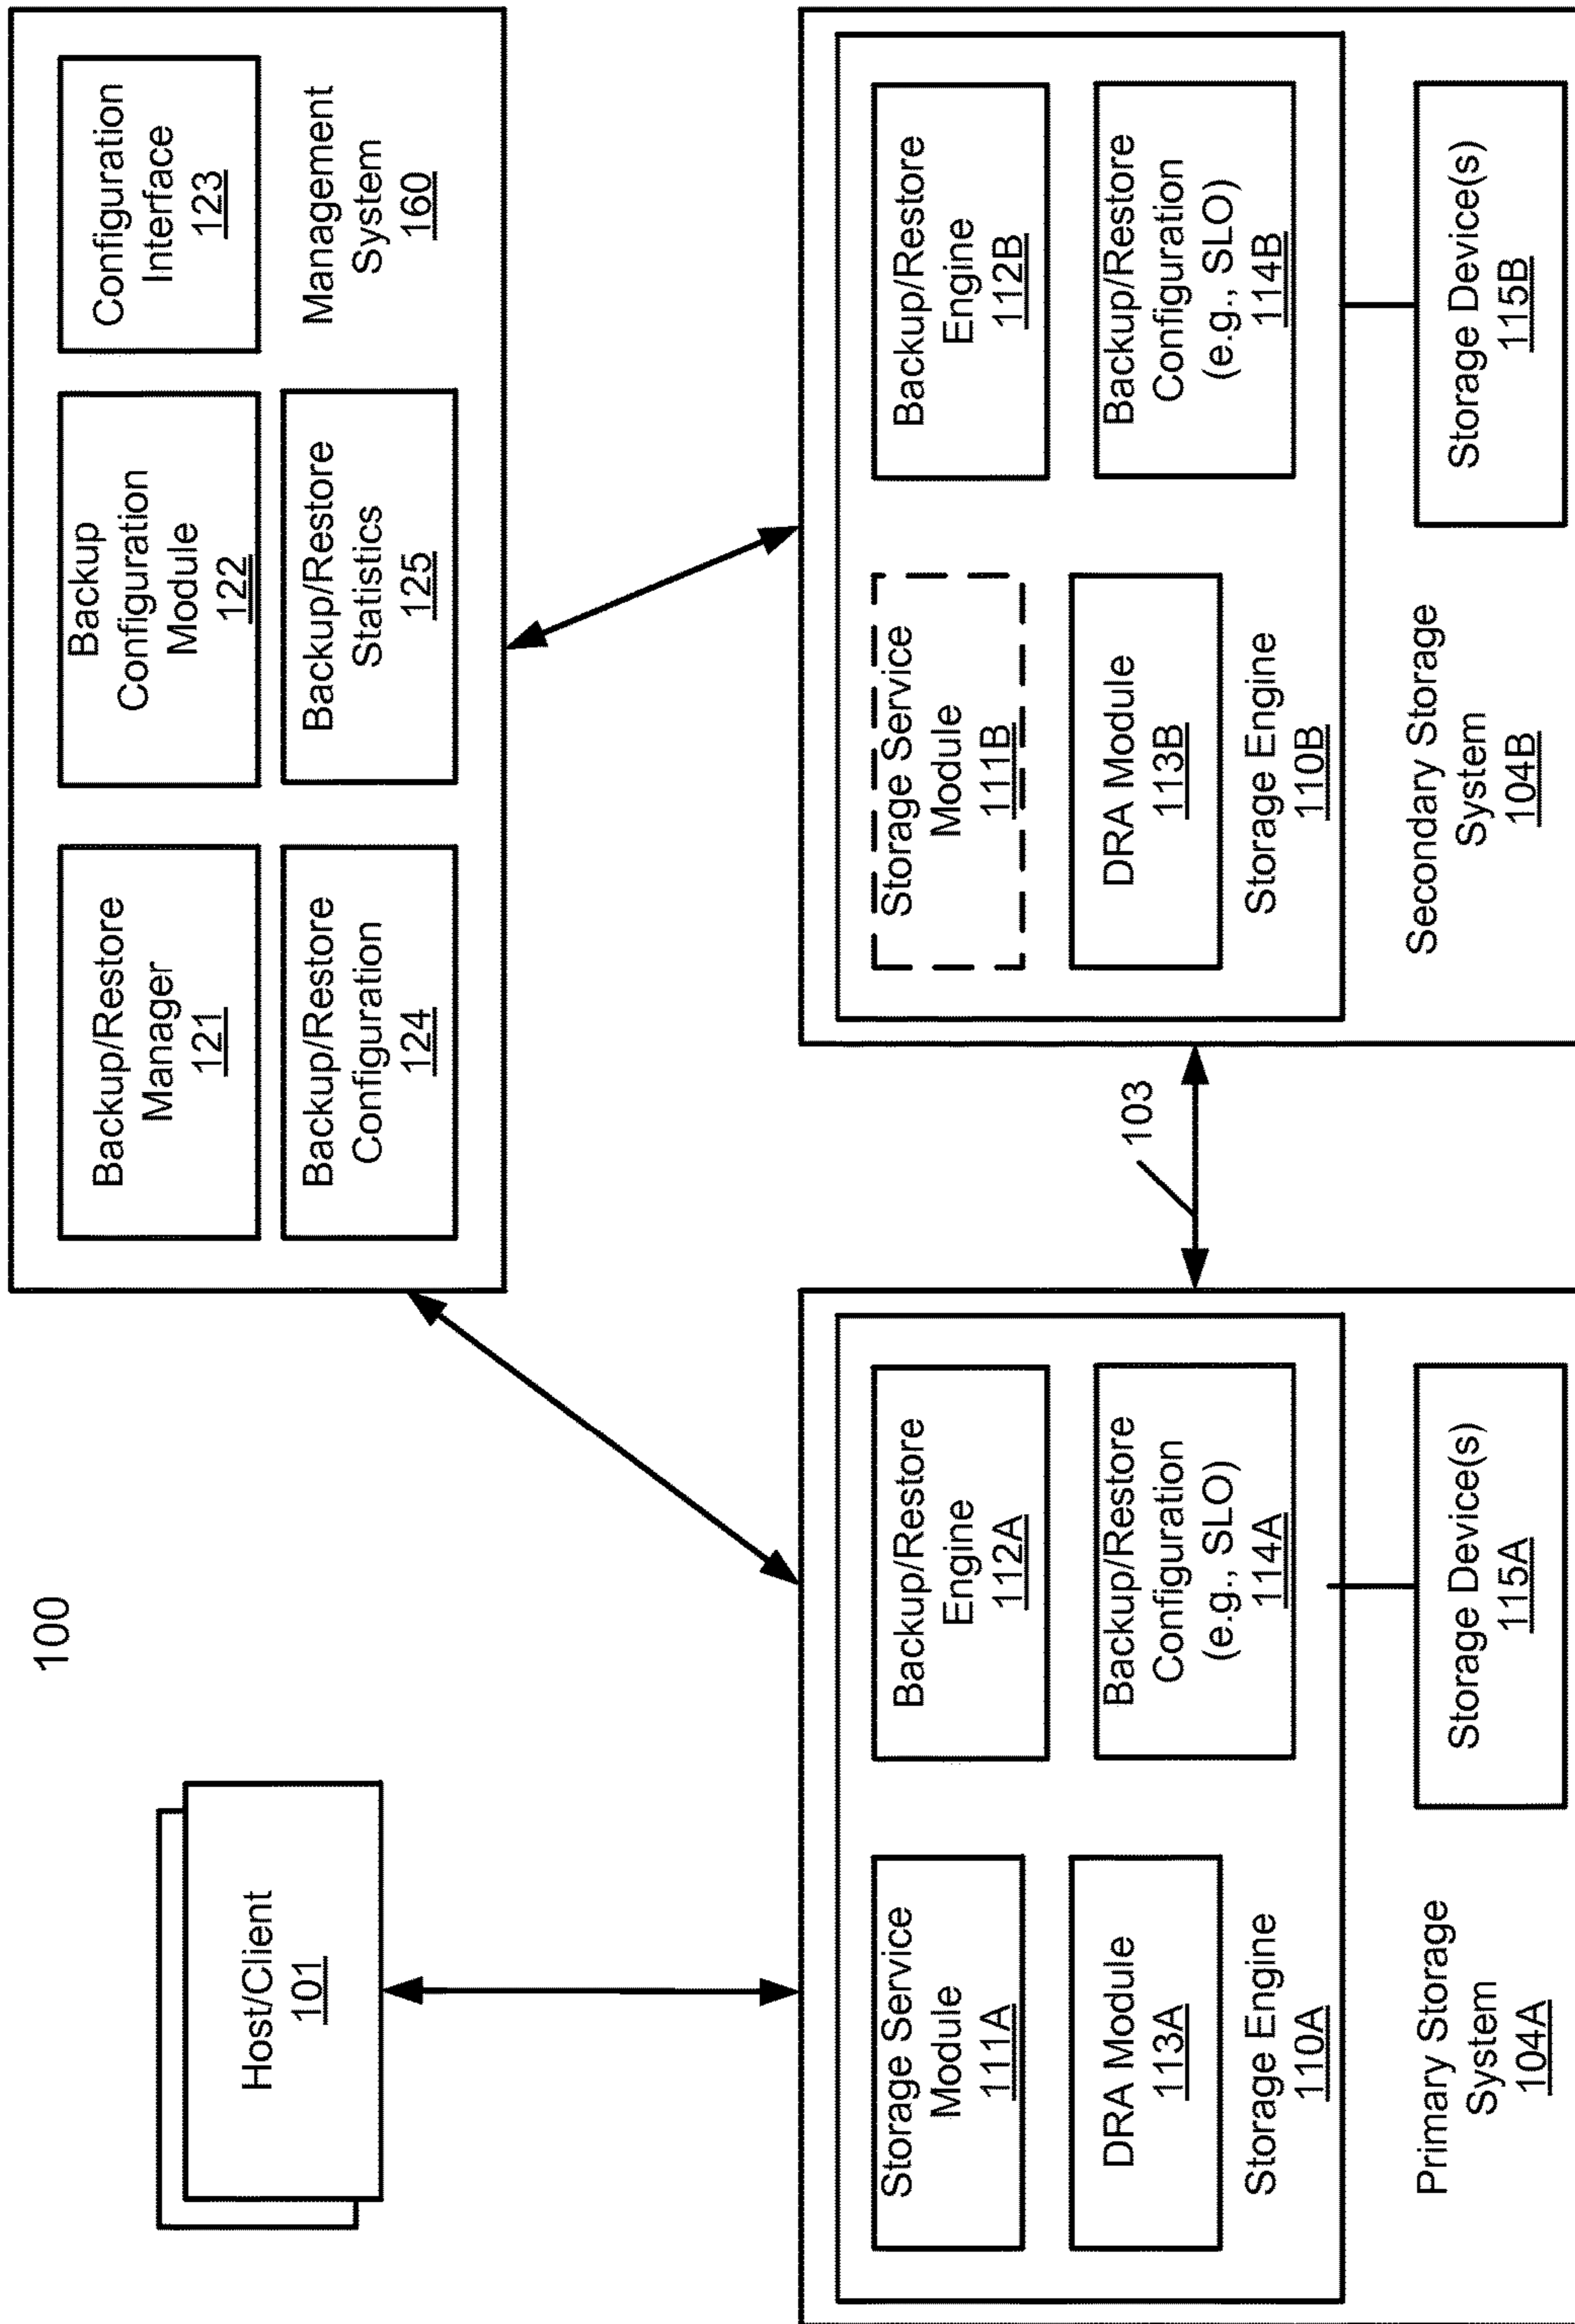 100
Host/Client
101
Backup/Restore
Manager
121
Backup
Configuration
Module
122
Configuration
Interface
123
Backup/Restore
Configuration
124
Backup/Restore
Statistics
125
Management
System
160
Storage Service
Module
111A
Backup/Restore
Engine
112A
DRA Module
113A
Backup/Restore
Configuration
(e.g., SLO)
114A
Storage Engine
110A
Primary Storage
System
104A
Storage Device(s)
115A
103
Storage Service
Module
111B
Backup/Restore
Engine
112B
DRA Module
113B
Backup/Restore
Configuration
(e.g., SLO)
114B
Storage Engine
110B
Secondary Storage
System
104B
Storage Device(s)
115B